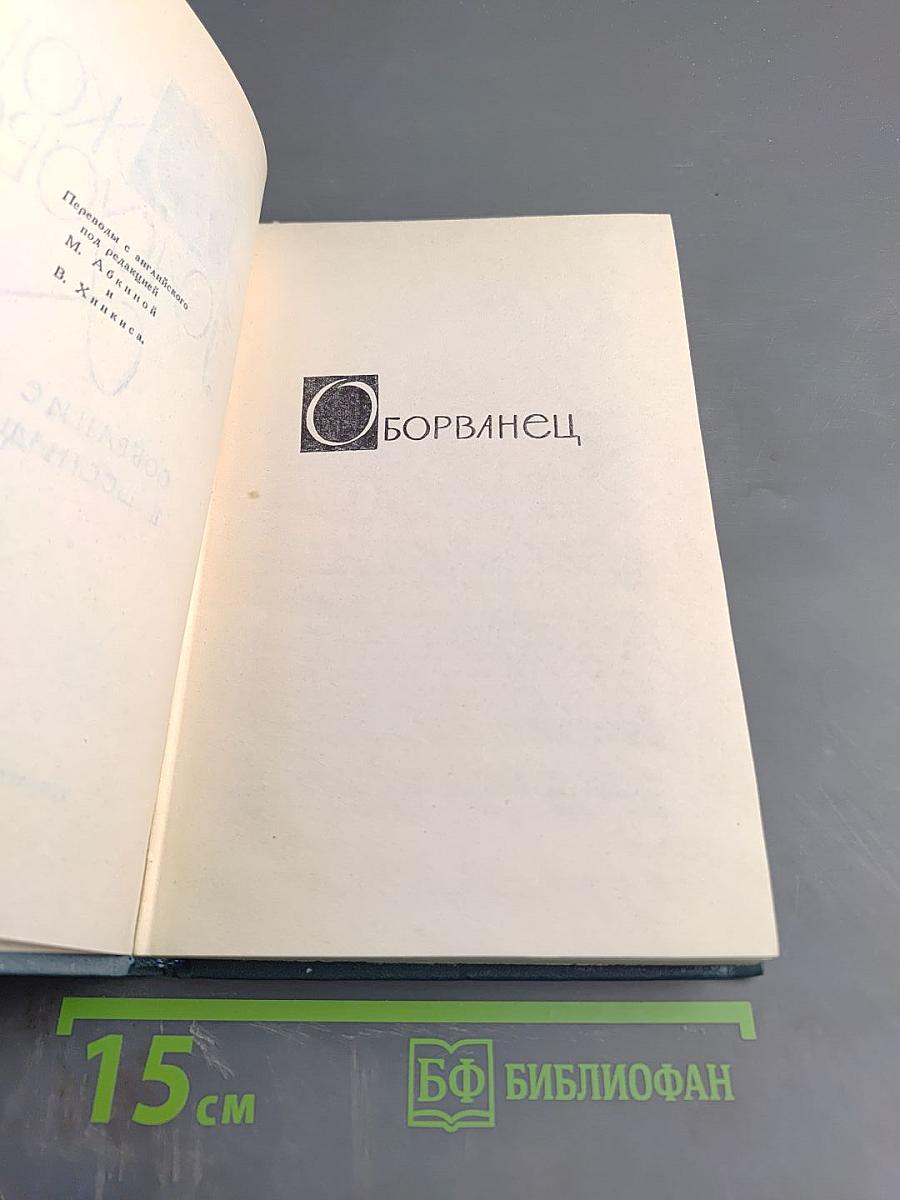 Переводы с английского
под редакцией
М. Абкиной
и
В. Хинкиса.
ОБОРВАНЕЦ
15 см
БФ БИБЛИОФАН